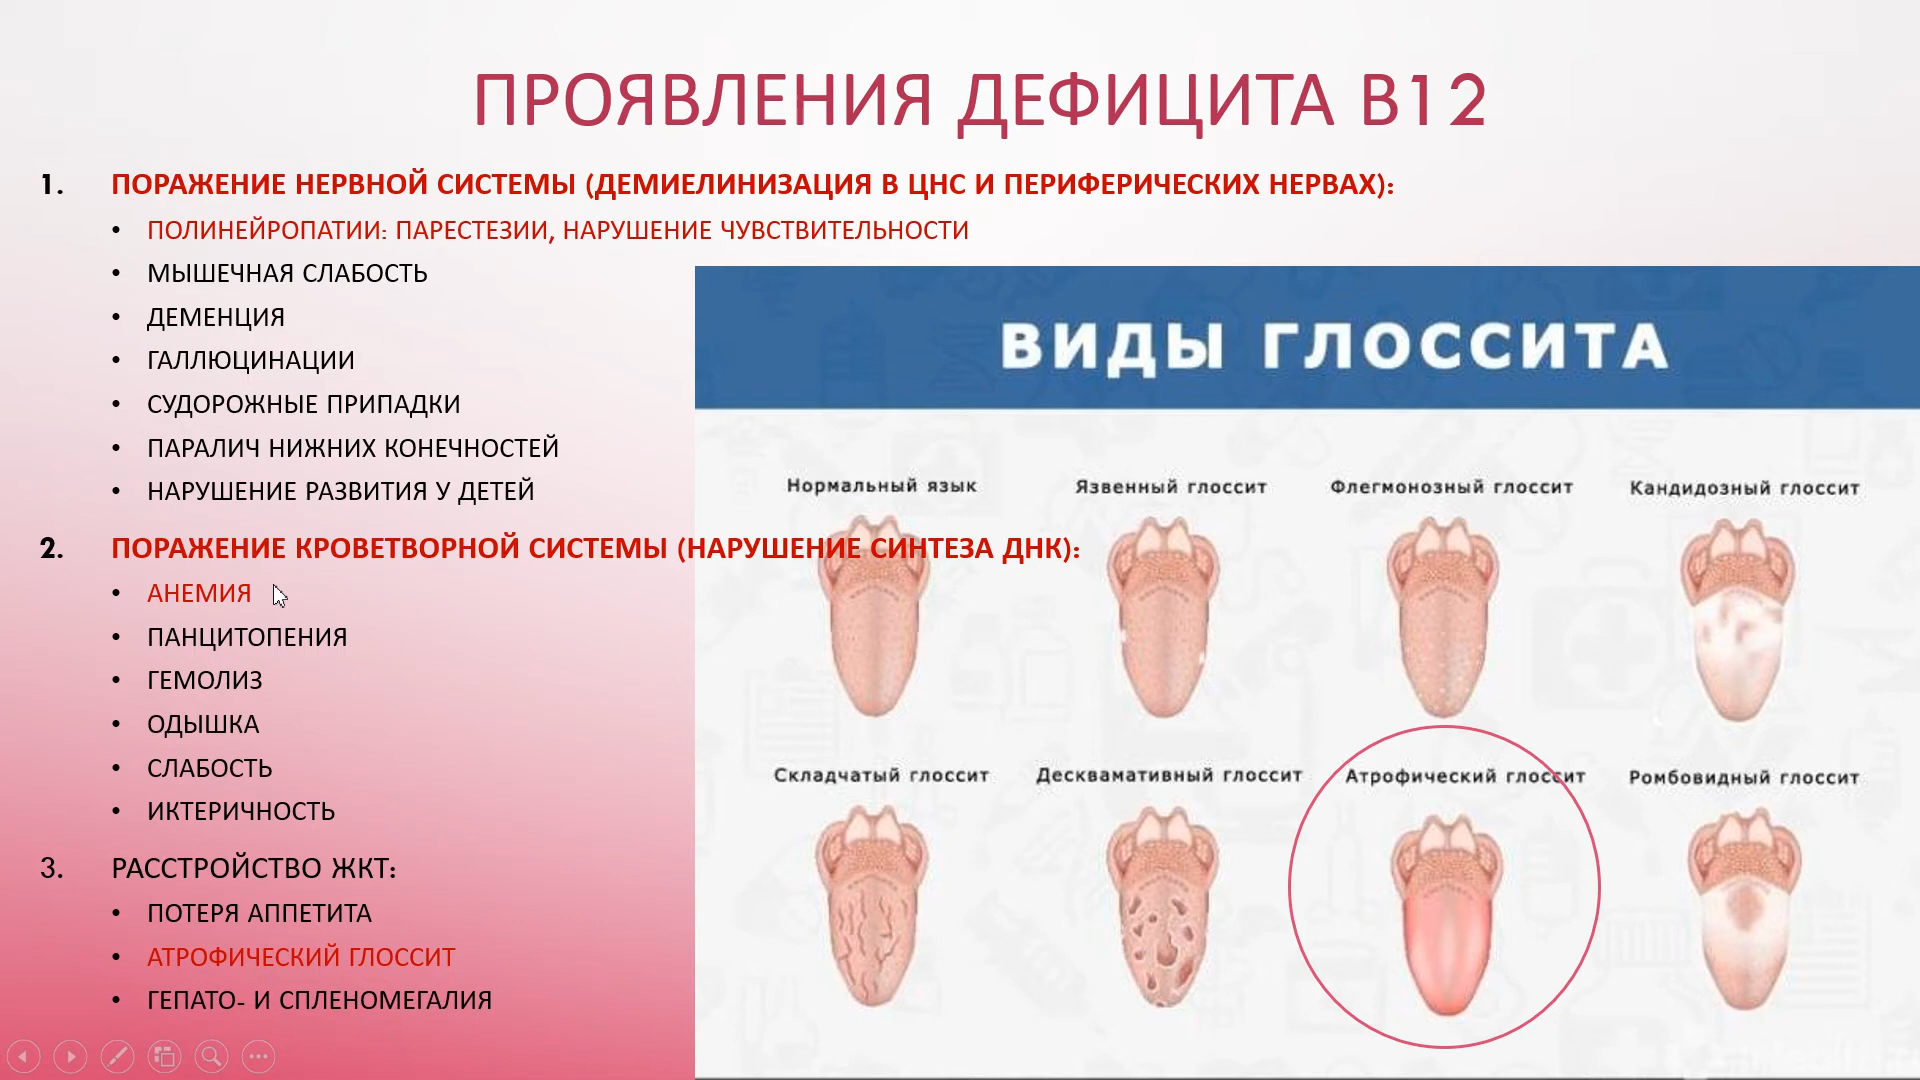 ПРОЯВЛЕНИЯ ДЕФИЦИТА В12
1. ПОРАЖЕНИЕ НЕРВНОЙ СИСТЕМЫ (ДЕМИЕЛИНИЗАЦИЯ В ЦНС И ПЕРИФЕРИЧЕСКИХ НЕРВАХ):
• ПОЛИНЕЙРОПАТИИ: ПАРЕСТЕЗИИ, НАРУШЕНИЕ ЧУВСТВИТЕЛЬНОСТИ
• МЫШЕЧНАЯ СЛАБОСТЬ
• ДЕМЕНЦИЯ
• ГАЛЛЮЦИНАЦИИ
• СУДОРОЖНЫЕ ПРИПАДКИ
• ПАРАЛИЧ НИЖНИХ КОНЕЧНОСТЕЙ
• НАРУШЕНИЕ РАЗВИТИЯ У ДЕТЕЙ
2. ПОРАЖЕНИЕ КРОВЕТВОРНОЙ СИСТЕМЫ (НАРУШЕНИЕ СИНТЕЗА ДНК):
• АНЕМИЯ
• ПАНЦИТОПЕНИЯ
• ГЕМОЛИЗ
• ОДЫШКА
• СЛАБОСТЬ
• ИКТЕРИЧНОСТЬ
3. РАССТРОЙСТВО ЖКТ:
• ПОТЕРЯ АППЕТИТА
• АТРОФИЧЕСКИЙ ГЛОССИТ
• ГЕПАТО- И СПЛЕНОМЕГАЛИЯ
ВИДЫ ГЛОССИТА
Нормальный язык
Язвенный глоссит
Флегмонозный глоссит
Кандидозный глоссит
Складчатый глоссит
Десквамативный глоссит
Атрофический глоссит
Ромбовидный глоссит